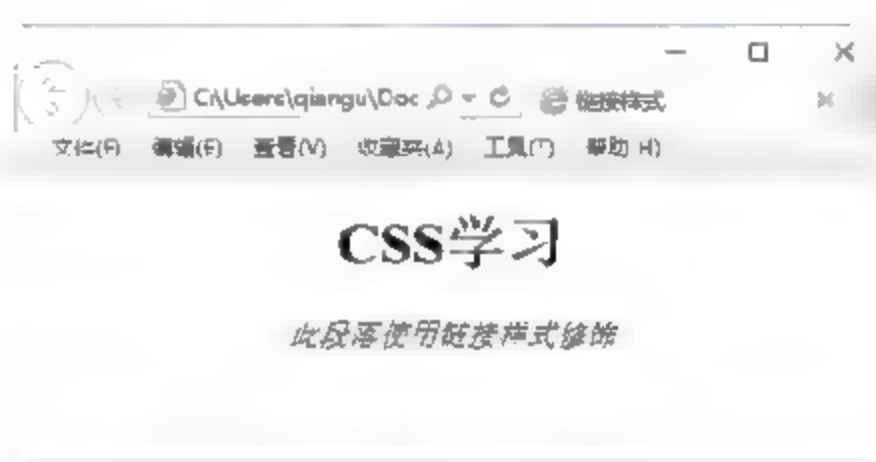 C:\Users\qiangu\Doc 链接样式
文件(F) 编辑(E) 查看(V) 收藏夹(A) 工具(T) 帮助(H)
CSS学习
此段落使用链接样式修饰